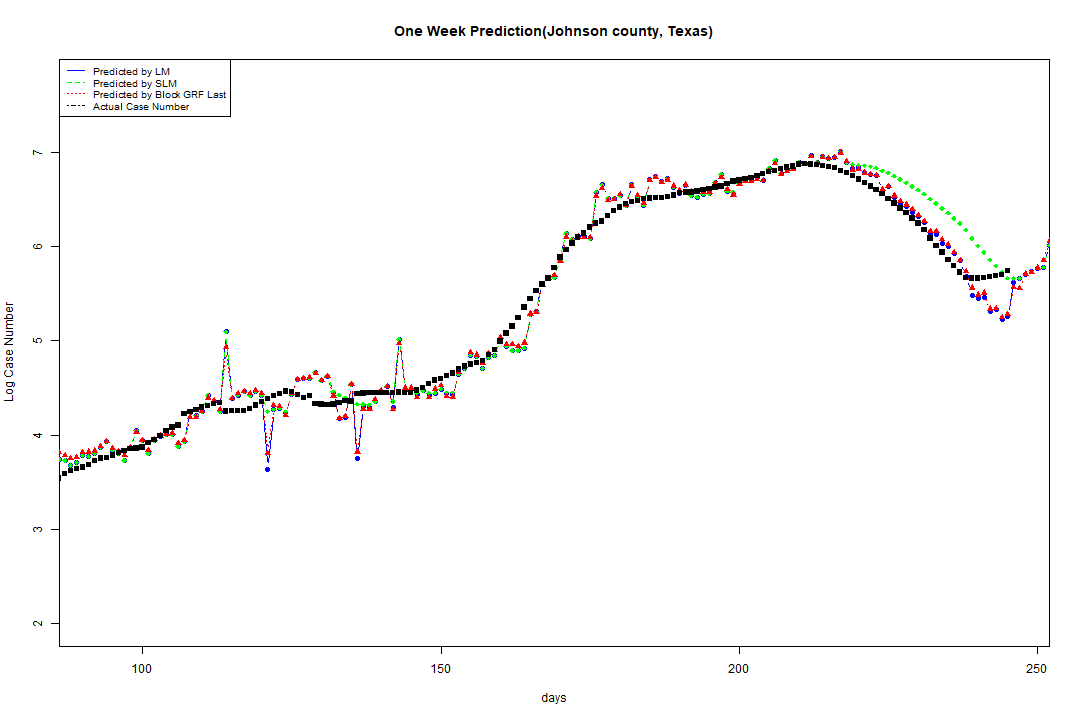 One Week Prediction(Johnson county, Texas)
Predicted by LM
Predicted by SLM
Predicted by Block GRF Last
Actual Case Number
7
6
5
4
3
2
Log Case Number
100
150
200
250
days